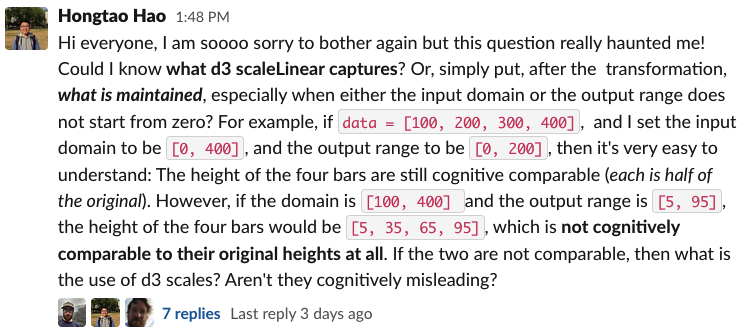 Hongtao Hao 1:48 PM
Hi everyone, I am soooo sorry to bother again but this question really haunted me!
Could I know what d3 scaleLinear captures? Or, simply put, after the transformation,
what is maintained, especially when either the input domain or the output range does
not start from zero? For example, if data = [100, 200, 300, 400], and I set the input
domain to be [0, 400], and the output range to be [0, 200], then it's very easy to
understand: The height of the four bars are still cognitive comparable (each is half of
the original). However, if the domain is [100, 400] and the output range is [5, 95],
the height of the four bars would be [5, 35, 65, 95], which is not cognitively
comparable to their original heights at all. If the two are not comparable, then what is
the use of d3 scales? Aren't they cognitively misleading?
7 replies Last reply 3 days ago